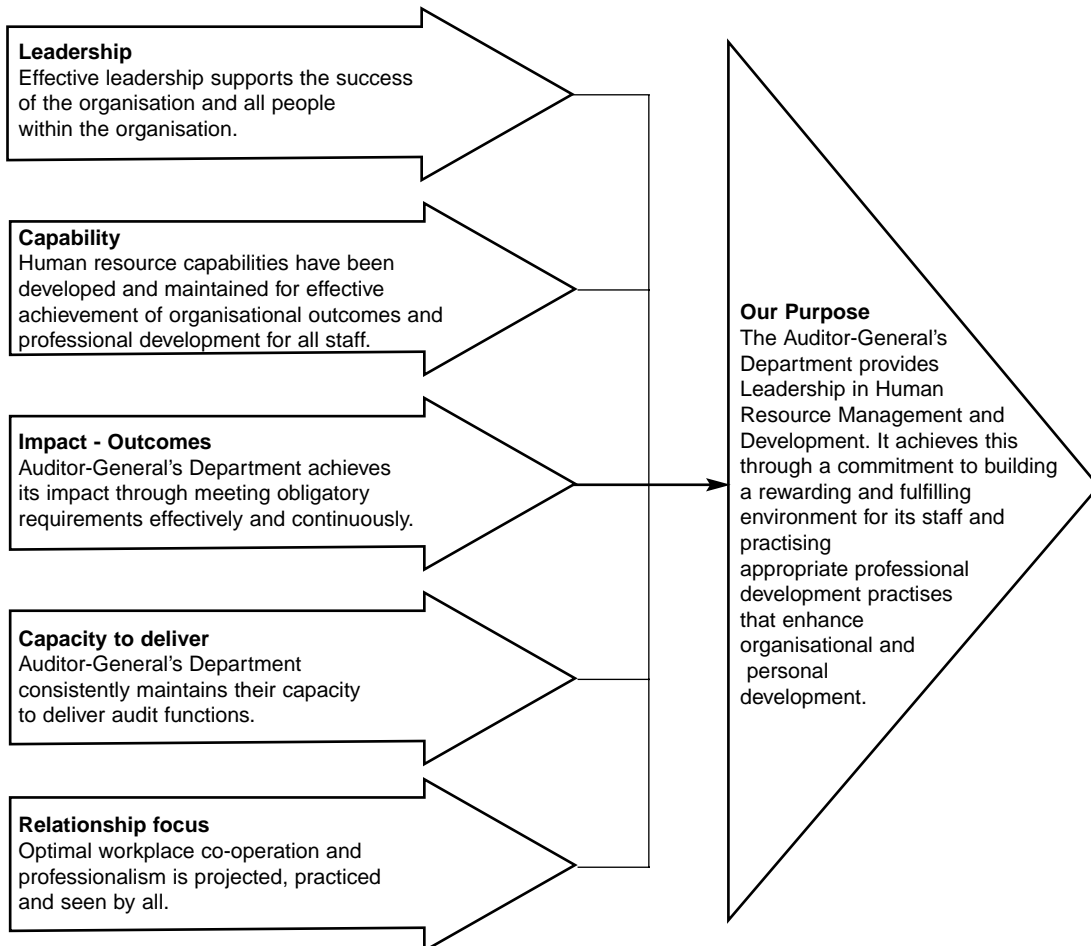 Leadership
Effective leadership supports the success
of the organisation and all people
within the organisation.
Capability
Human resource capabilities have been
developed and maintained for effective
achievement of organisational outcomes and
professional development for all staff.
Impact - Outcomes
Auditor-General’s Department achieves
its impact through meeting obligatory
requirements effectively and continuously.
Capacity to deliver
Auditor-General’s Department
consistently maintains their capacity
to deliver audit functions.
Relationship focus
Optimal workplace co-operation and
professionalism is projected, practiced
and seen by all.
Our Purpose
The Auditor-General’s
Department provides
Leadership in Human
Resource Management and
Development. It achieves this
through a commitment to building
a rewarding and fulfilling
environment for its staff and
practising
appropriate professional
development practises
that enhance
organisational and
personal
development.